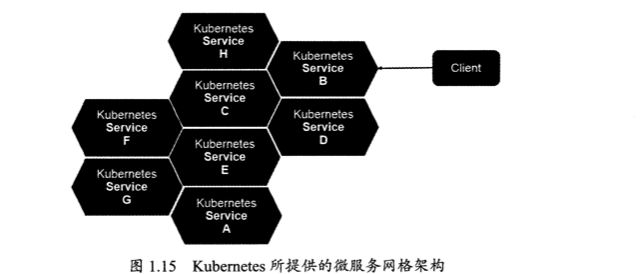 Kubernetes
Service
H
Kubernetes
Service
B
Client
Kubernetes
Service
C
Kubernetes
Service
F
Kubernetes
Service
D
Kubernetes
Service
E
Kubernetes
Service
G
Kubernetes
Service
A
图 1.15 Kubernetes 所提供的微服务网格架构